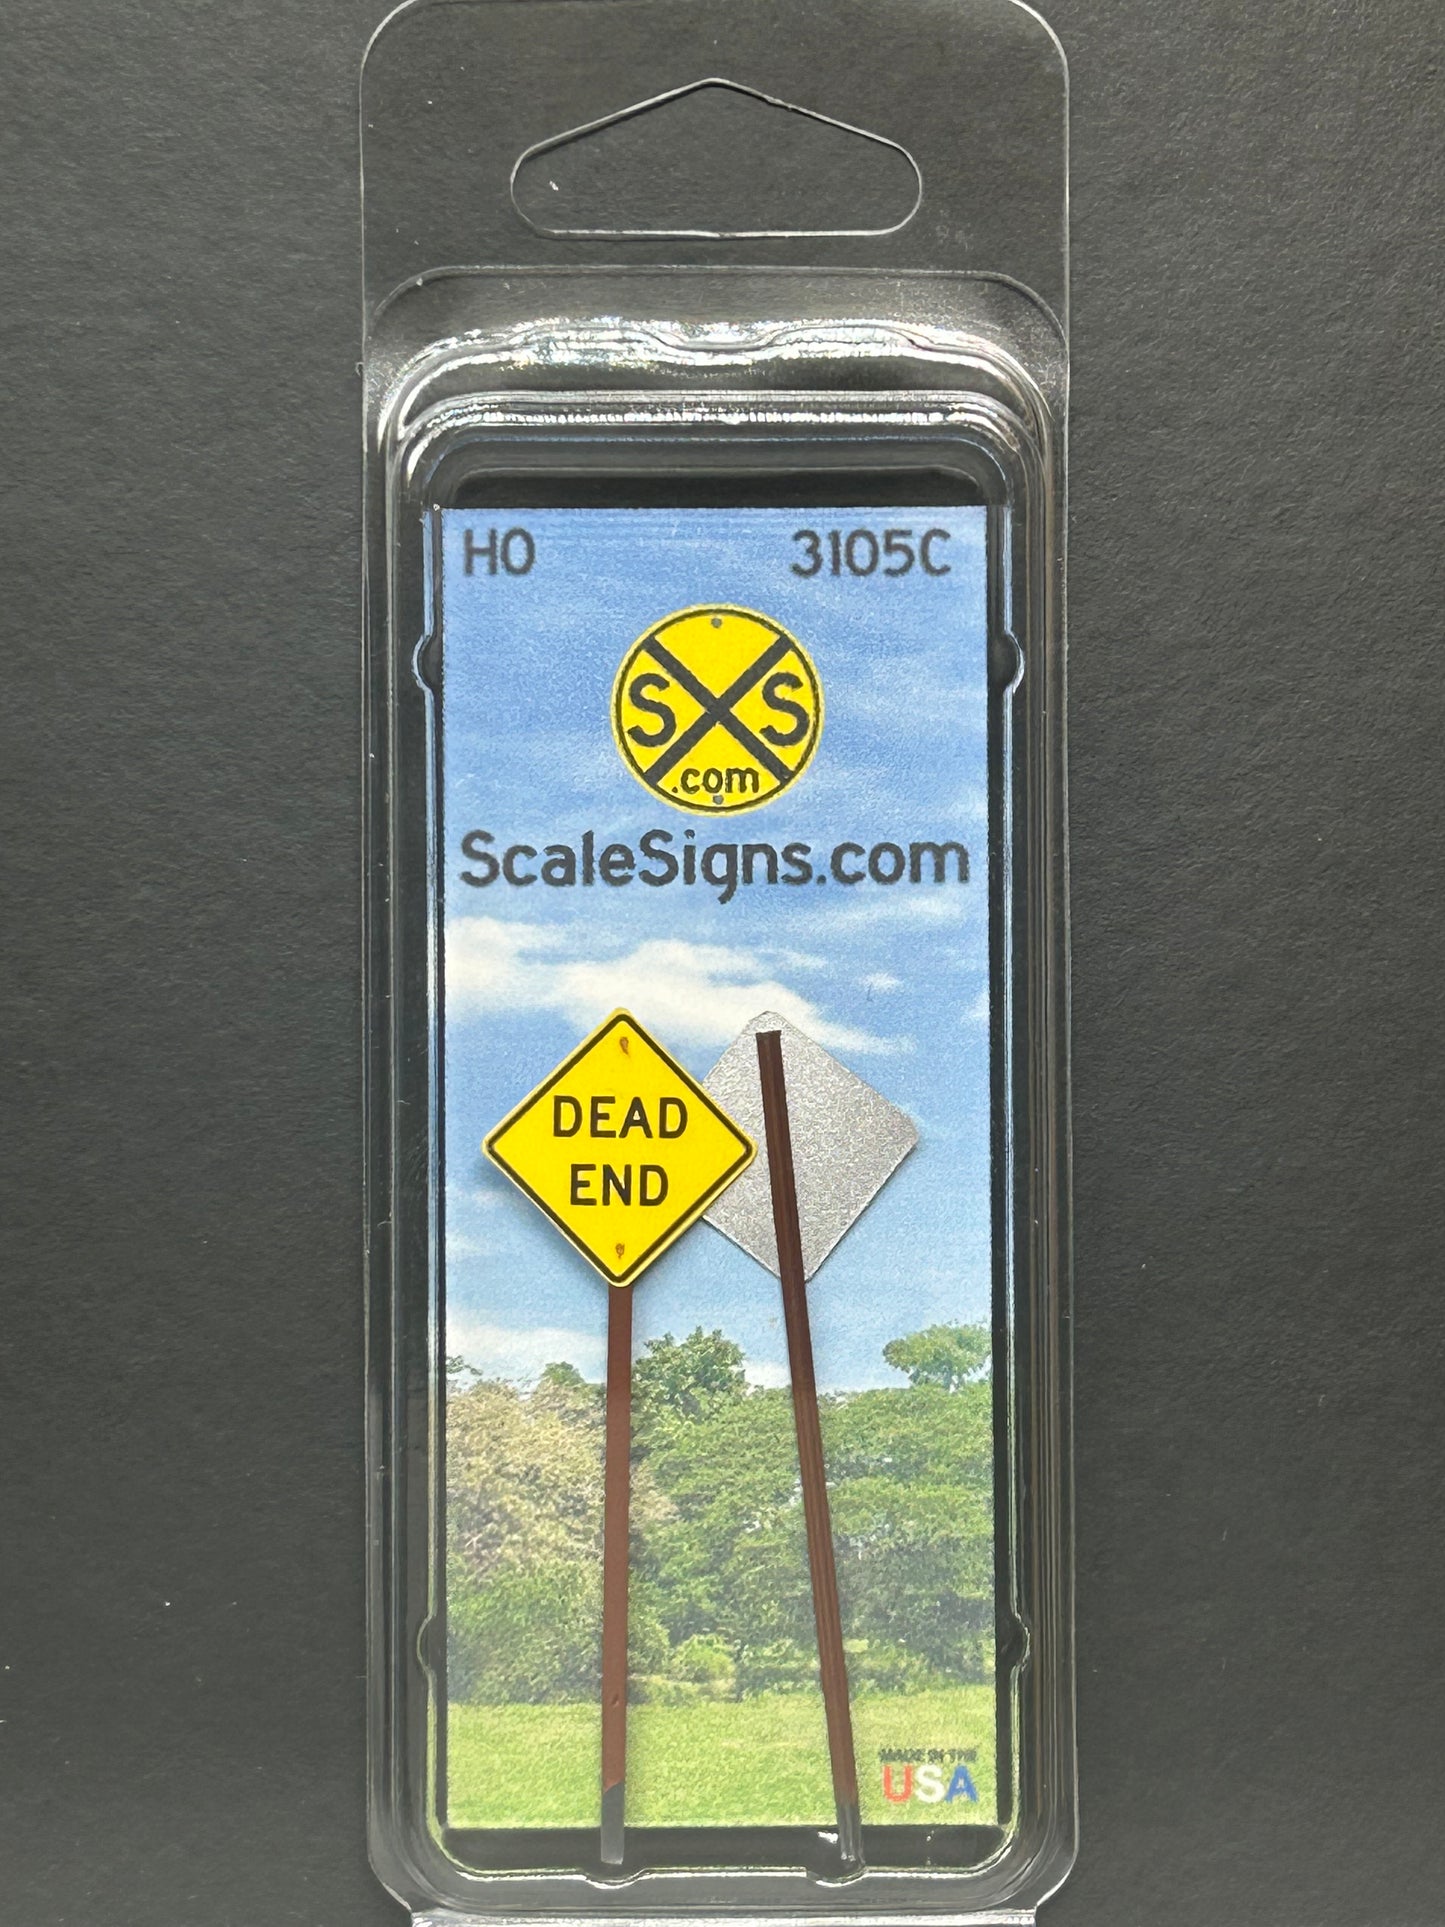 HO 3105C
S S
.com
ScaleSigns.com
DEAD
END
MADE IN THE
USA